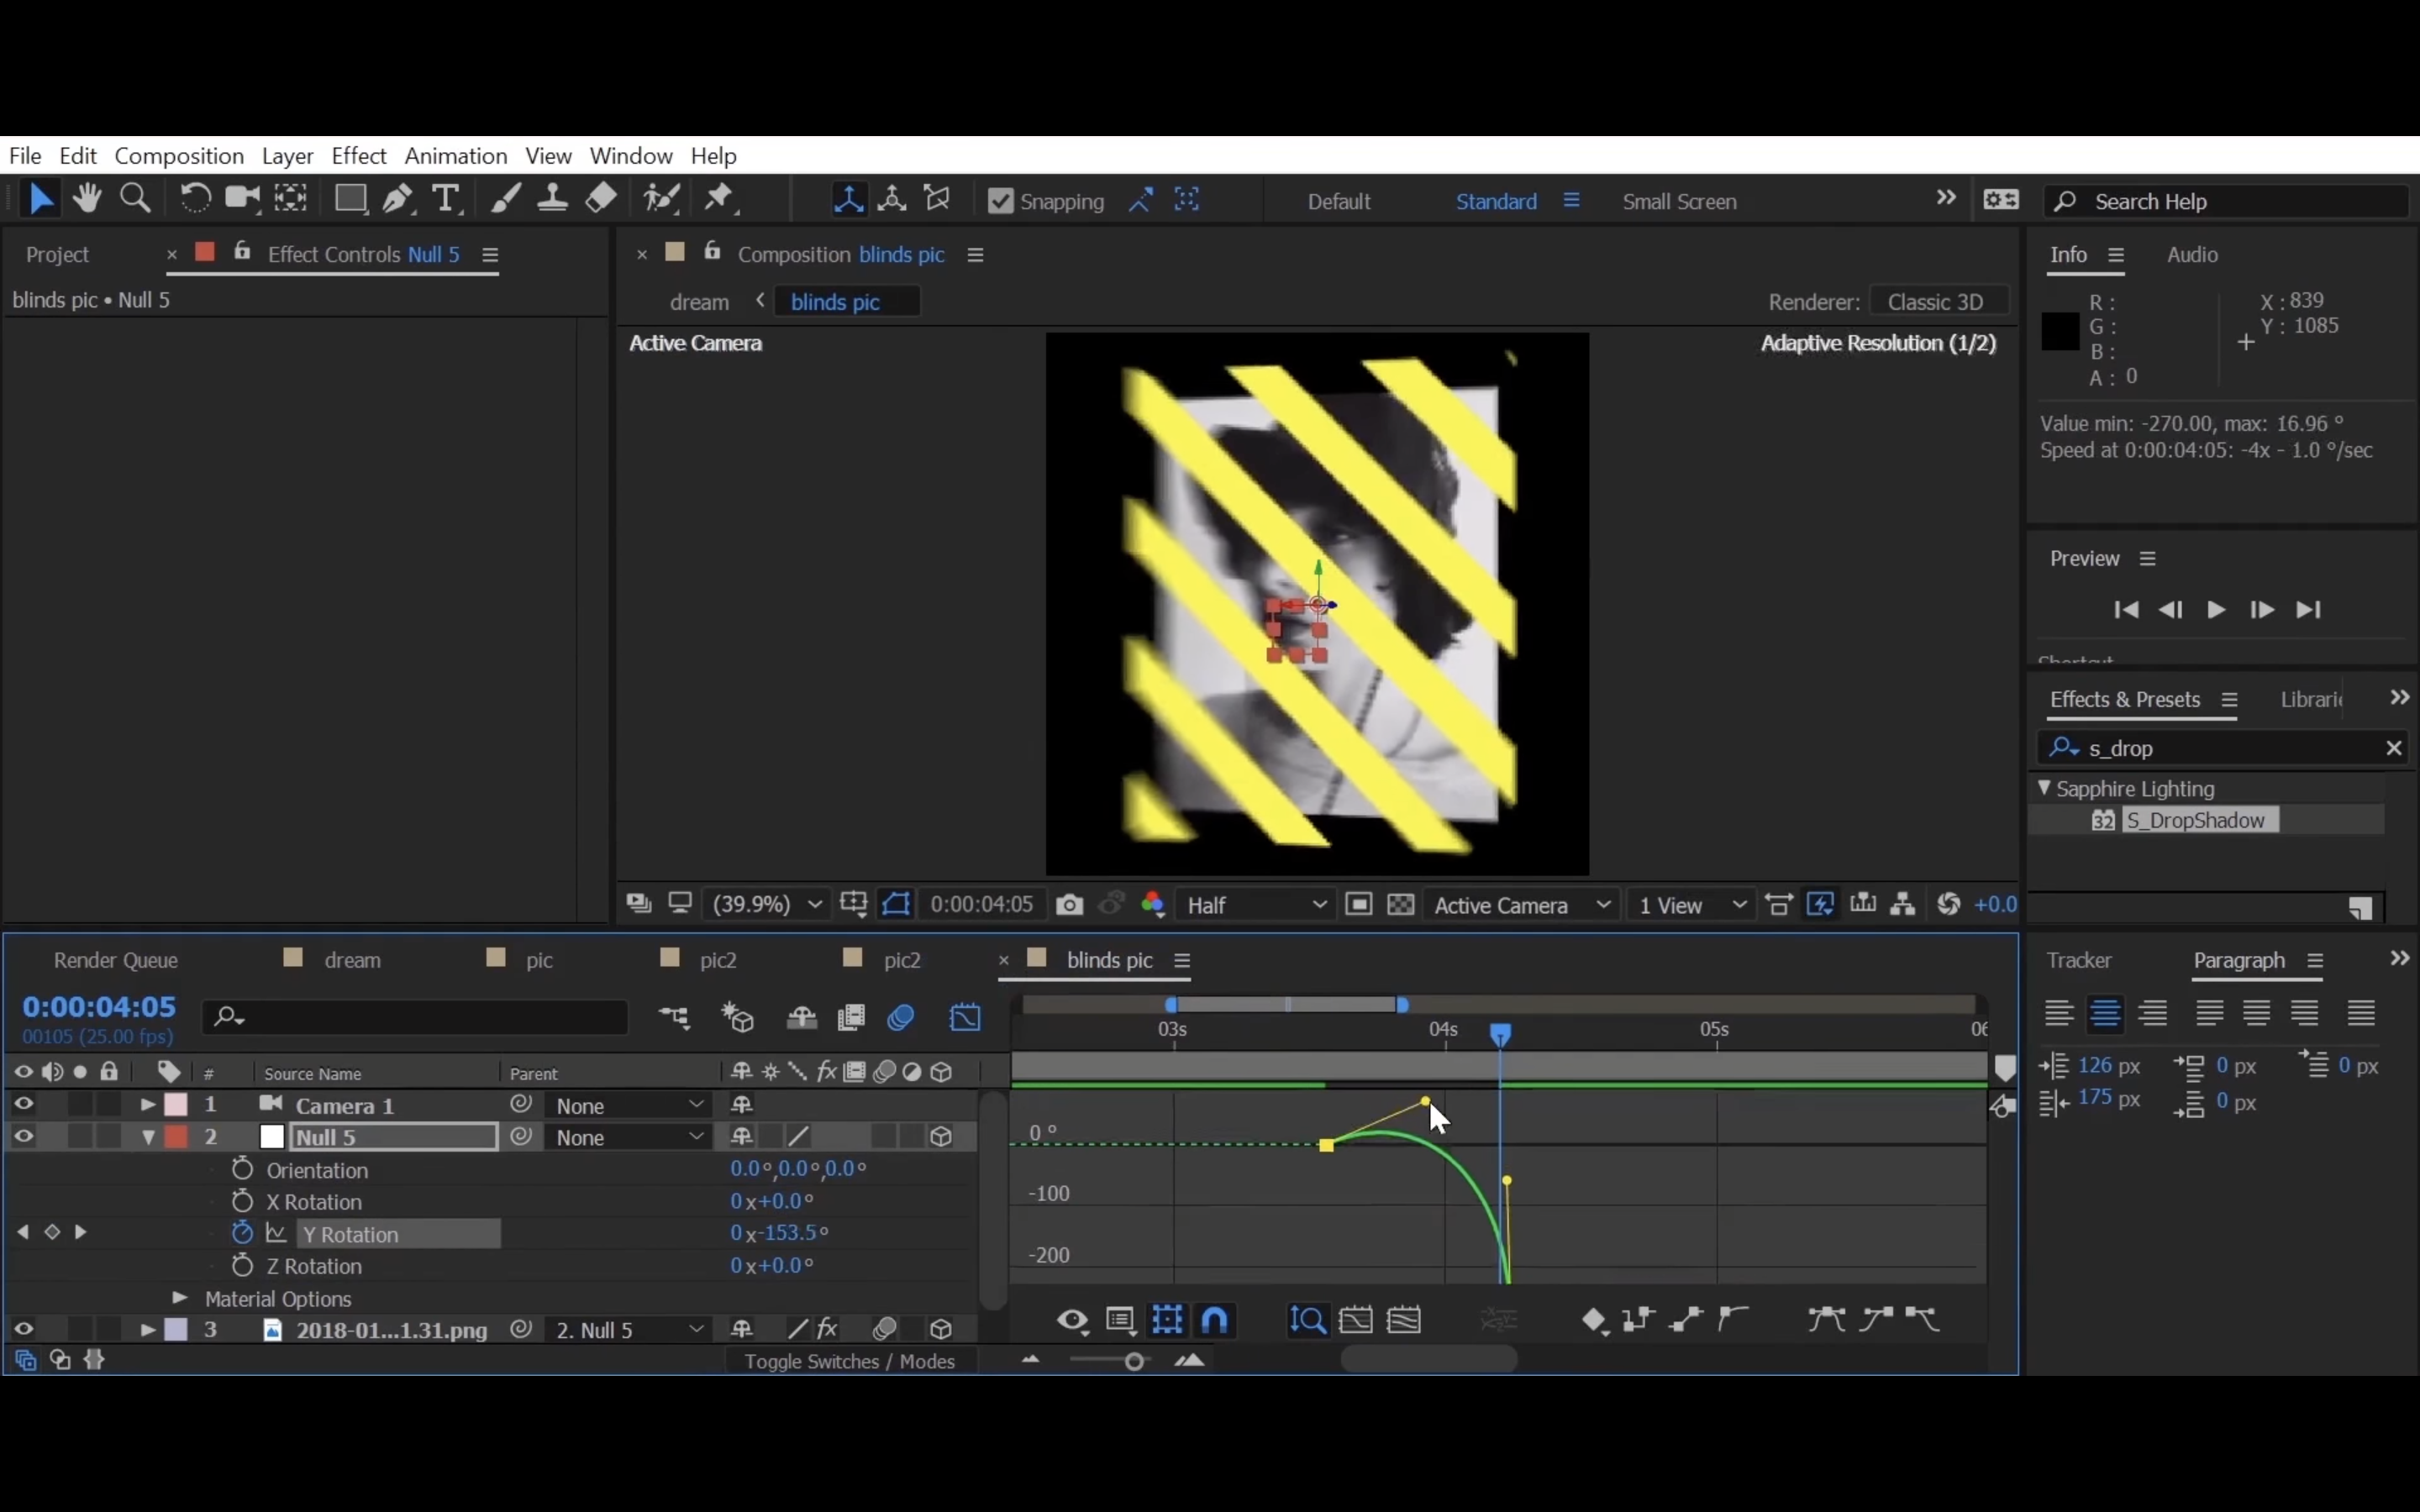 File Edit Composition Layer Effect Animation View Window Help
Snapping Default Standard Small Screen Search Help
Project Effect Controls Null 5
blinds pic • Null 5
Composition blinds pic
dream blinds pic
Renderer: Classic 3D
Active Camera
Adaptive Resolution (1/2)
Info Audio
R :
G :
B :
A : 0
X : 839
Y : 1085
Value min: -270.00, max: 16.96 °
Speed at 0:00:04:05: -4x - 1.0 °/sec
Preview
Shortcut
Effects & Presets Librari
s_drop
Sapphire Lighting
32 S_DropShadow
(39.9%) 0:00:04:05 Half Active Camera 1 View +0.0
Render Queue dream pic pic2 pic2 blinds pic
0:00:04:05
00105 (25.00 fps)
03s 04s 05s 06
# Source Name Parent
1 Camera 1 None
2 Null 5 None
Orientation 0.0°,0.0°,0.0°
X Rotation 0x+0.0°
Y Rotation 0x-153.5°
Z Rotation 0x+0.0°
Material Options
3 2018-01...1.31.png 2. Null 5
Toggle Switches / Modes
0 °
-100
-200
Tracker Paragraph
126 px 0 px 0 px
175 px 0 px